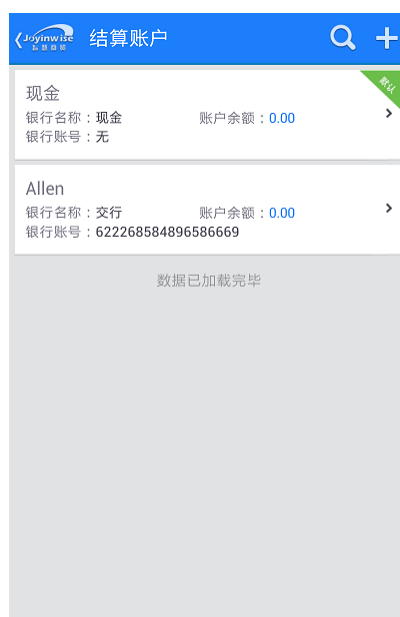 Joyinwise
结算账户
现金
默认
银行名称：现金 账户余额：0.00
银行账号：无
Allen
银行名称：交行 账户余额：0.00
银行账号：622268584896586669
数据已加载完毕